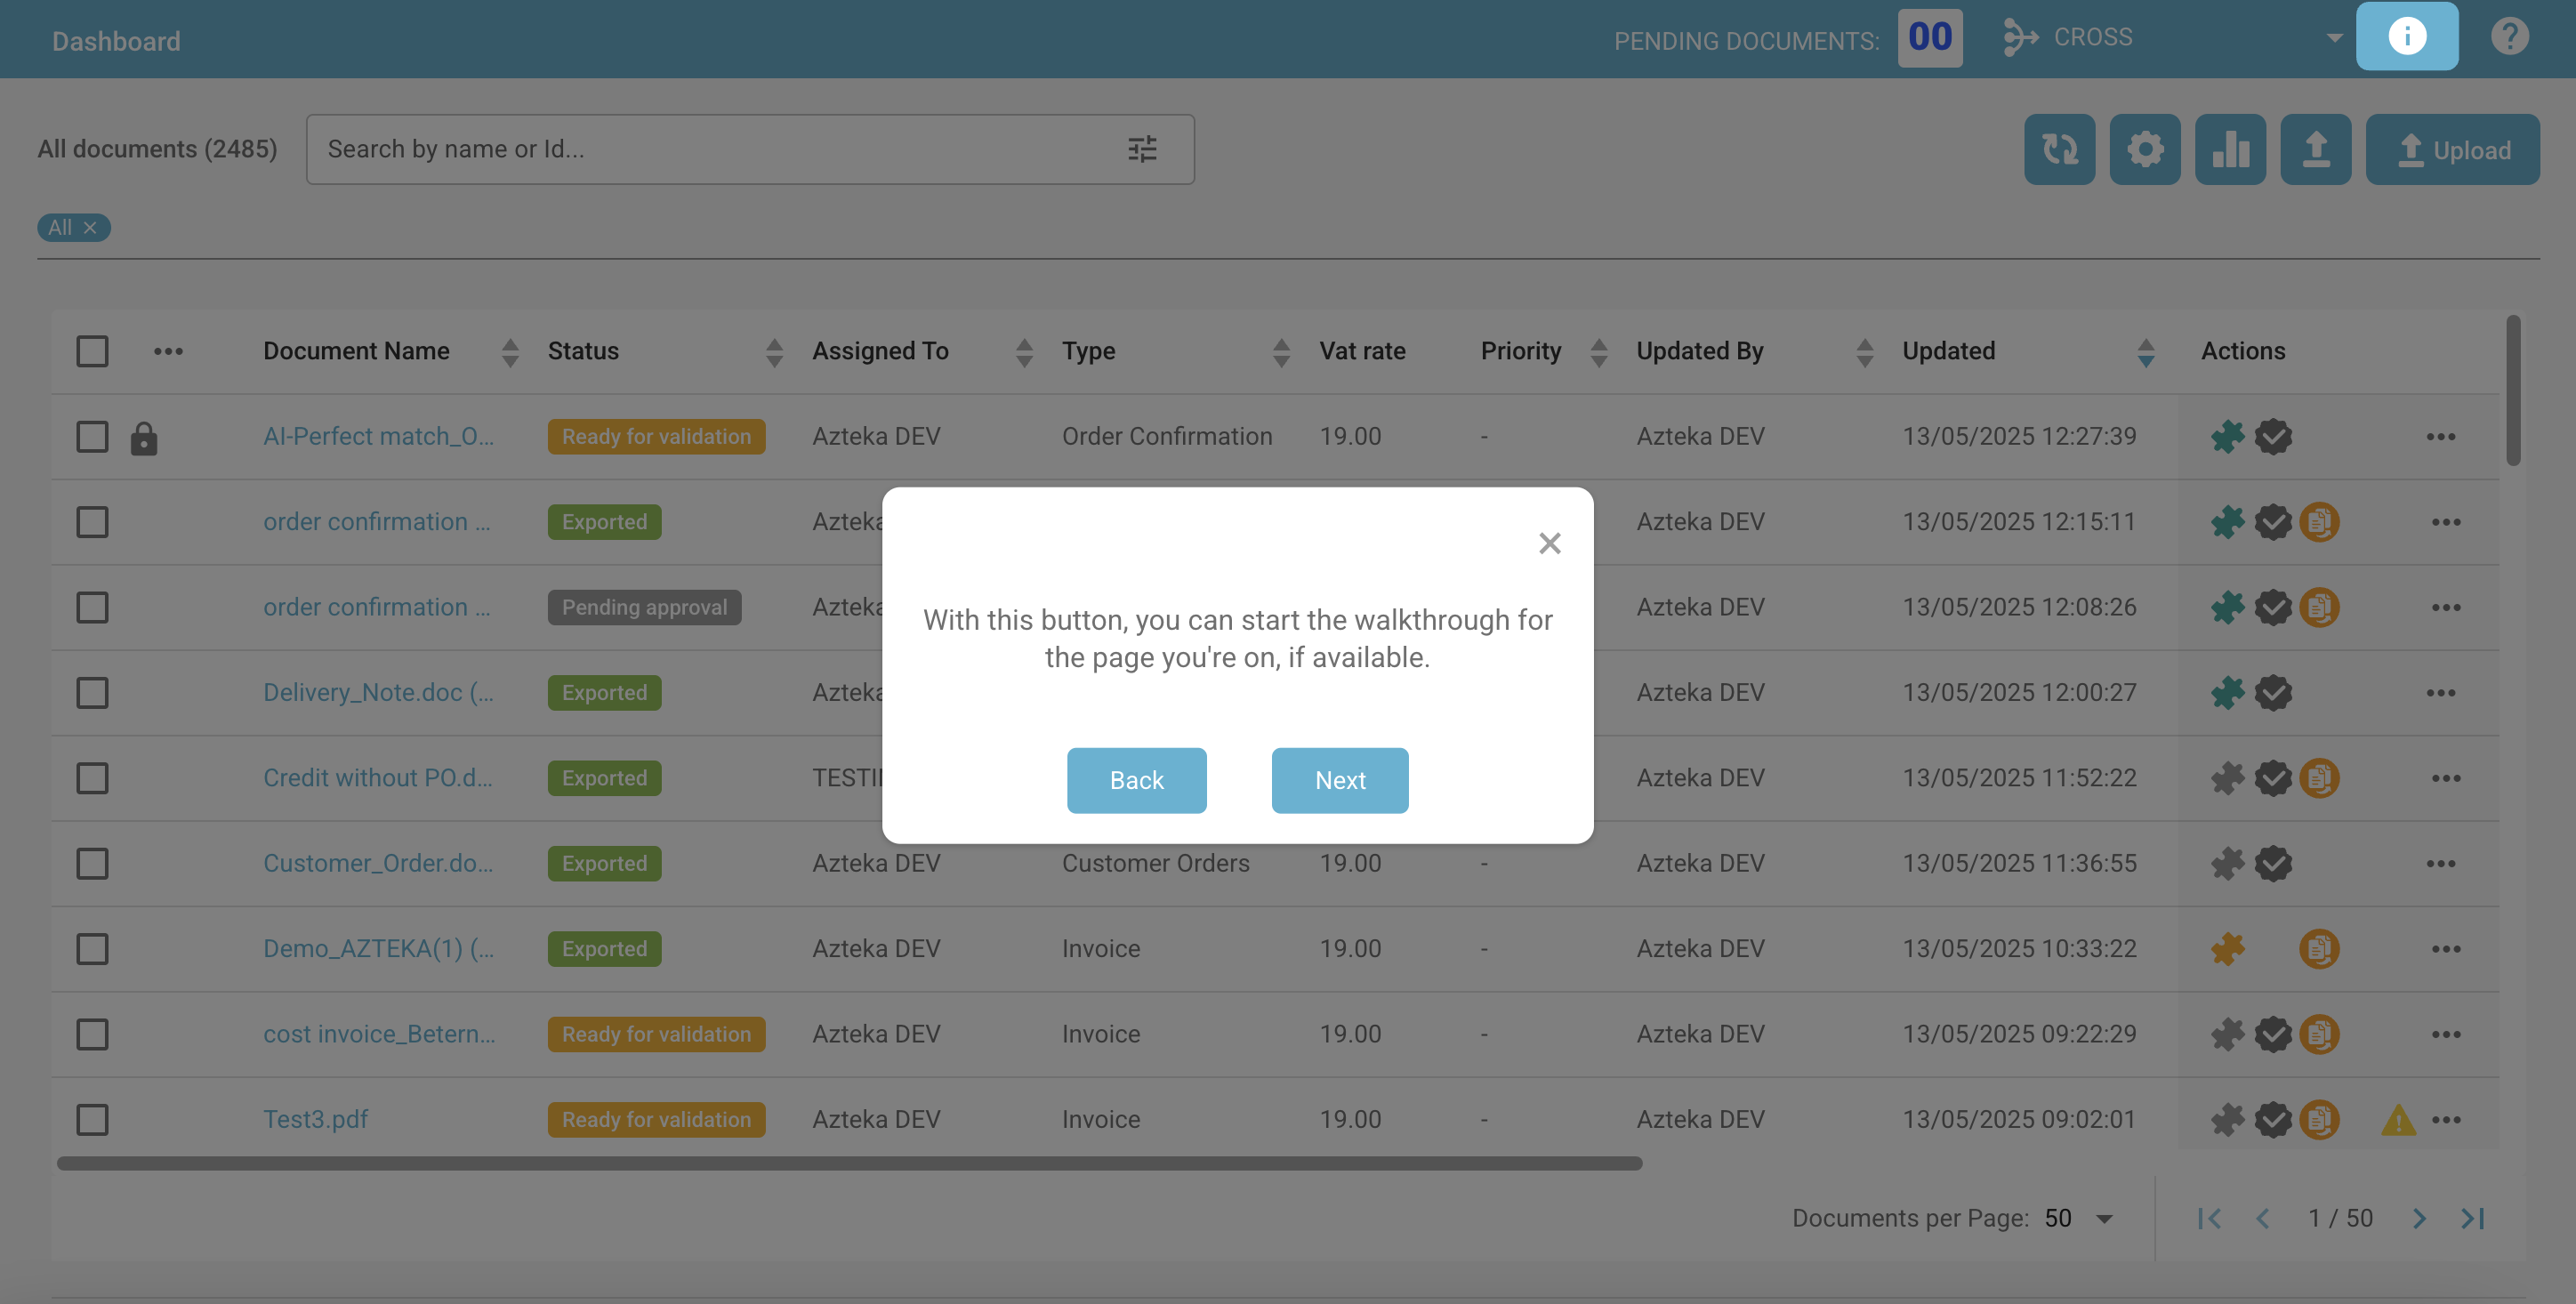 Dashboard
PENDING DOCUMENTS: 00 CROSS
All documents (2485)
Search by name or Id...
Upload
All
Document Name Status Assigned To Type Vat rate Priority Updated By Updated Actions
AI-Perfect match_O... Ready for validation Azteka DEV Order Confirmation 19.00 - Azteka DEV 13/05/2025 12:27:39
order confirmation ... Exported Azteka Azteka DEV 13/05/2025 12:15:11
order confirmation ... Pending approval Azteka Azteka DEV 13/05/2025 12:08:26
Delivery_Note.doc (... Exported Azteka Azteka DEV 13/05/2025 12:00:27
Credit without PO.d... Exported Azteka DEV 13/05/2025 11:52:22
Customer_Order.do... Exported Azteka DEV Customer Orders 19.00 - Azteka DEV 13/05/2025 11:36:55
Demo_AZTEKA(1) (... Exported Azteka DEV Invoice 19.00 - Azteka DEV 13/05/2025 10:33:22
cost invoice_Betern... Ready for validation Azteka DEV Invoice 19.00 - Azteka DEV 13/05/2025 09:22:29
Test3.pdf Ready for validation Azteka DEV Invoice 19.00 - Azteka DEV 13/05/2025 09:02:01
With this button, you can start the walkthrough for
the page you're on, if available.
Back Next
Documents per Page: 50 1 / 50